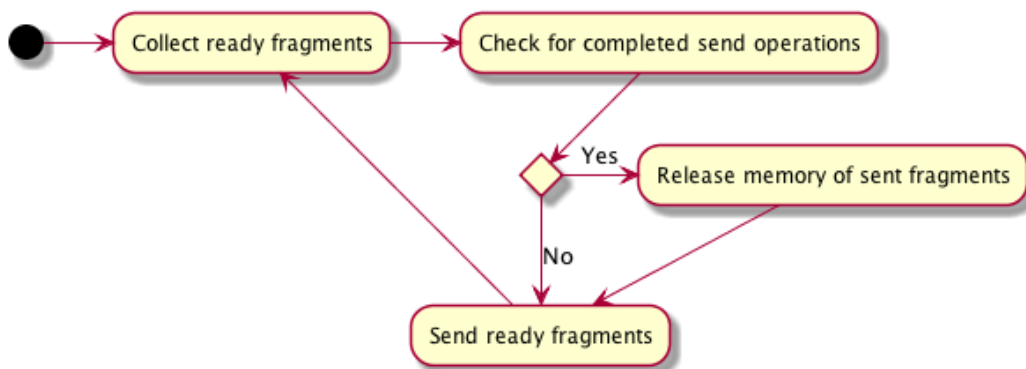 Collect ready fragments
Check for completed send operations
Yes
Release memory of sent fragments
No
Send ready fragments